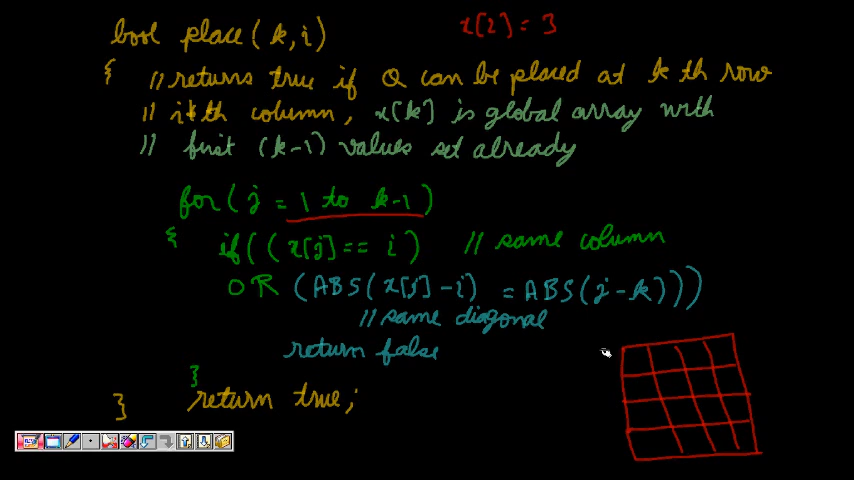 x[2] = 3
bool place(k,i)
{ // returns true if Q can be placed at k th row
// i th column, x[k] is global array with
// first (k-1) values set already
for(j = 1 to k-1)
{ if((x[j] == i) // same column
OR (ABS(x[j]-i) = ABS(j-k)))
// same diagonal
return false
}
} return true;